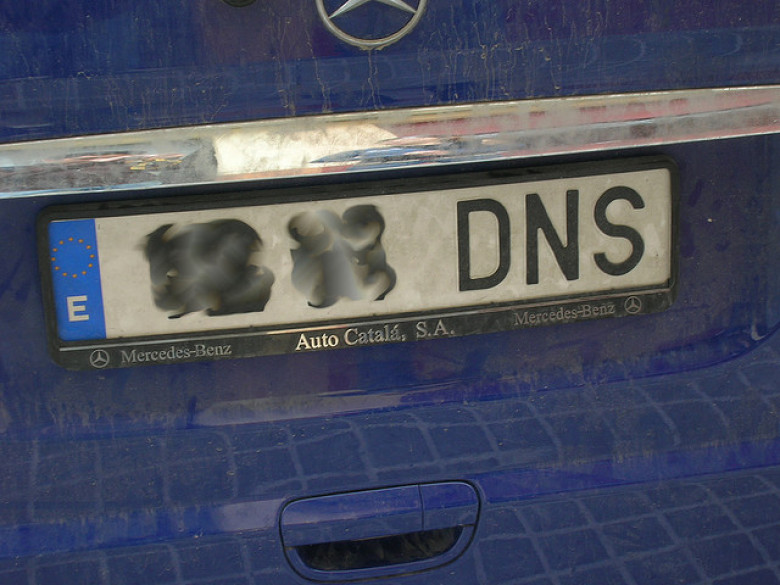 E DNS
Mercedes-Benz Auto Catalá, S.A. Mercedes-Benz